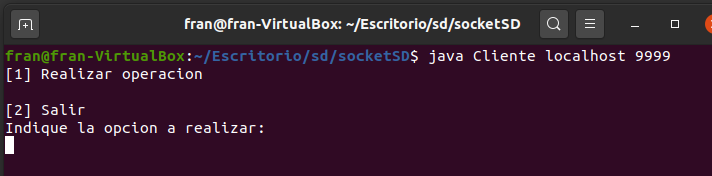 fran@fran-VirtualBox: ~/Escritorio/sd/socketSD
fran@fran-VirtualBox:~/Escritorio/sd/socketSD$ java Cliente localhost 9999
[1] Realizar operacion
[2] Salir
Indique la opcion a realizar: